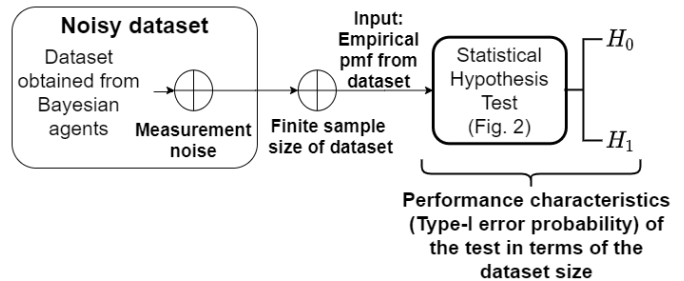 Noisy dataset
Dataset
obtained from
Bayesian
agents
Measurement
noise
Finite sample
size of dataset
Input:
Empirical
pmf from
dataset
Statistical
Hypothesis
Test
(Fig. 2)
H₀
H₁
Performance characteristics
(Type-I error probability) of
the test in terms of the
dataset size